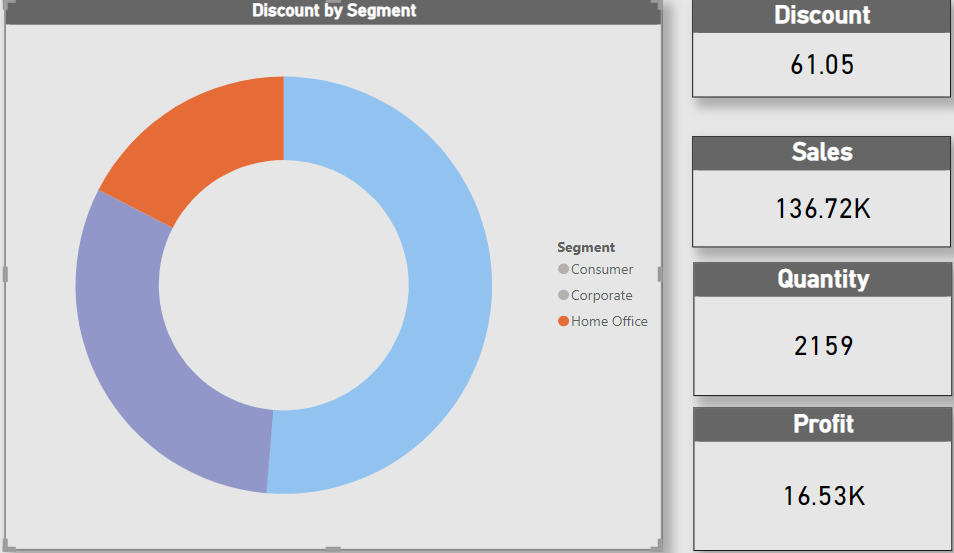 Discount by Segment
Segment
Consumer
Corporate
Home Office
Discount
61.05
Sales
136.72K
Quantity
2159
Profit
16.53K